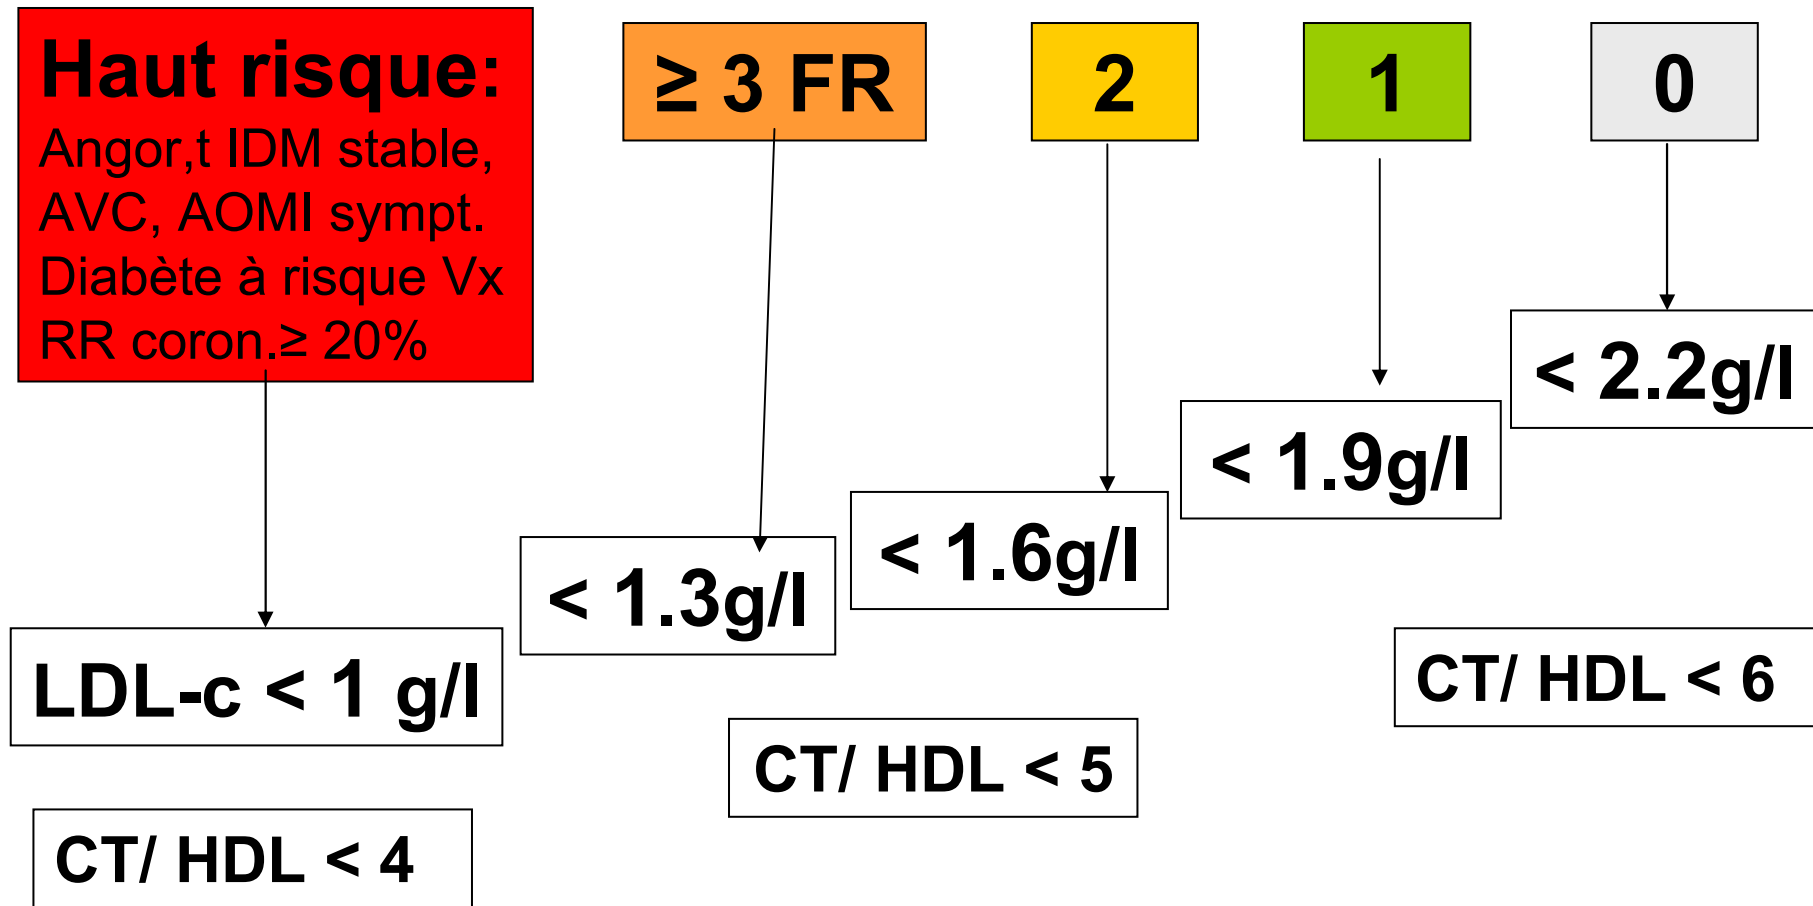 Haut risque:
Angor,t IDM stable,
AVC, AOMI sympt.
Diabète à risque Vx
RR coron.≥ 20%
≥ 3 FR
2
1
0
< 2.2g/l
< 1.9g/l
< 1.6g/l
< 1.3g/l
LDL-c < 1 g/l
CT/ HDL < 6
CT/ HDL < 5
CT/ HDL < 4